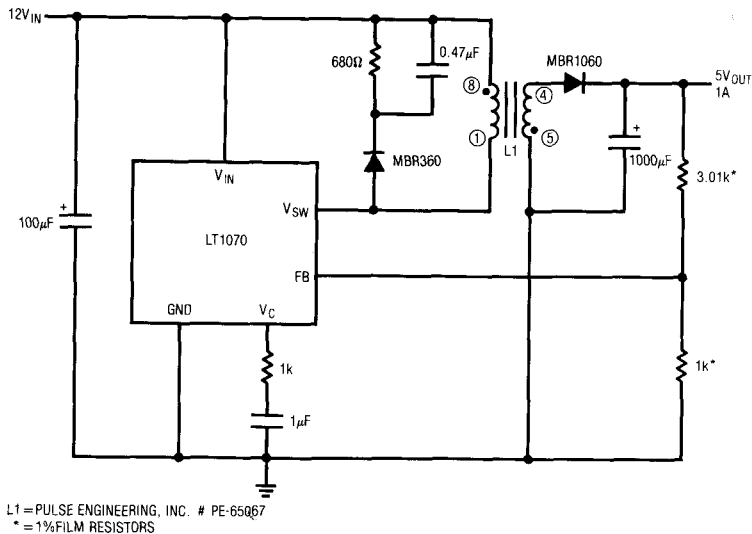 12VIN
680Ω
0.47μF
MBR1060
5VOUT
1A
⑧
④
①
⑤
L1
MBR360
1000μF
+
3.01k*
VIN
+
100μF
VSW
LT1070
FB
GND
VC
1k
1k*
1μF
L1=PULSE ENGINEERING, INC. # PE-65067
*=1%FILM RESISTORS